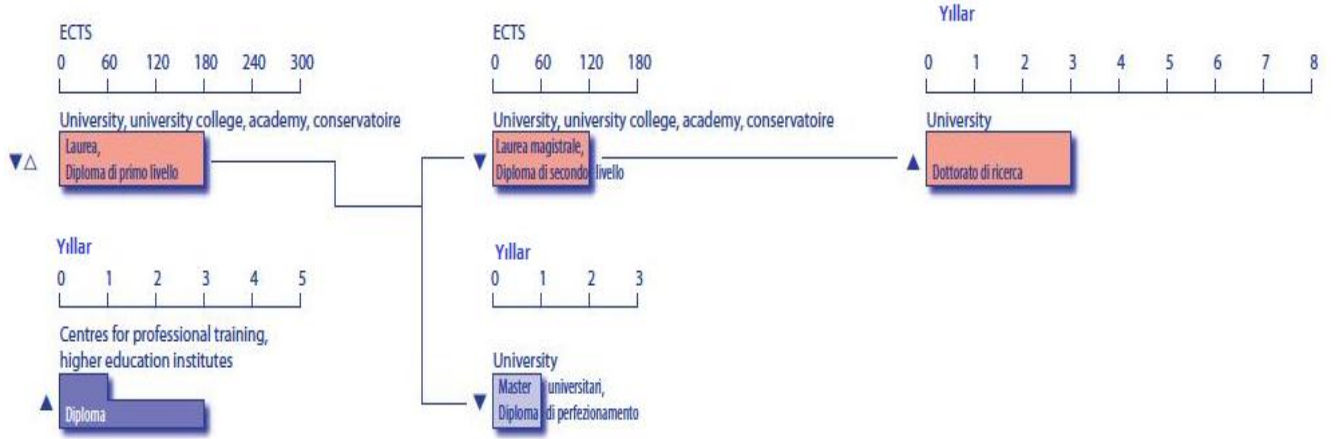 ECTS
0 60 120 180 240 300
University, university college, academy, conservatoire
Laurea,
Diploma di primo livello
ECTS
0 60 120 180
University, university college, academy, conservatoire
Laurea magistrale,
Diploma di secondo livello
Yıllar
0 1 2 3 4 5 6 7 8
University
Dottorato di ricerca
Yıllar
0 1 2 3 4 5
Centres for professional training,
higher education institutes
Diploma
Yıllar
0 1 2 3
University
Master universitari,
Diploma di perfezionamento